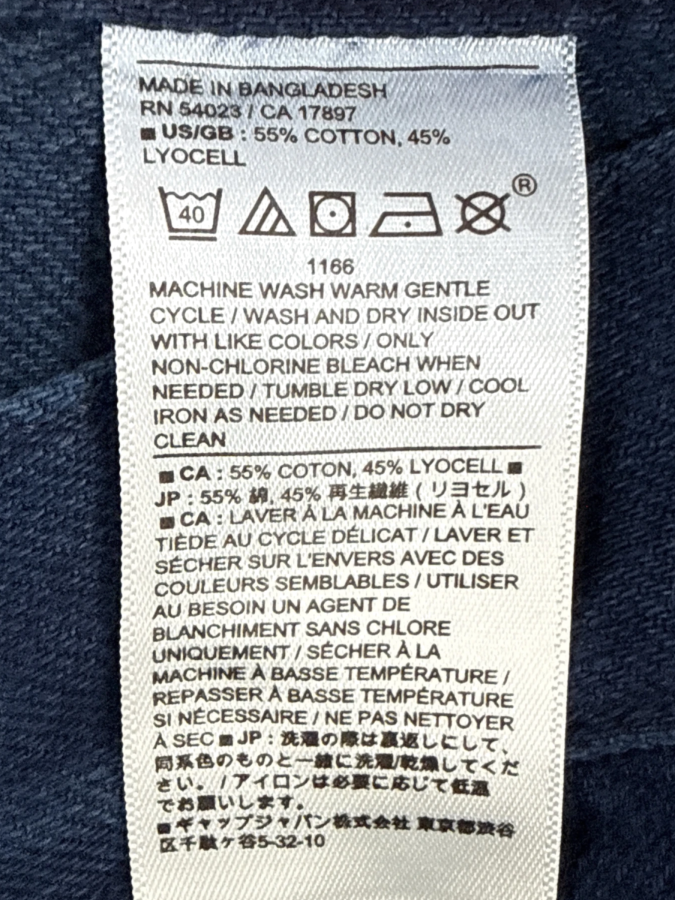 MADE IN BANGLADESH
RN 54023 / CA 17897
■ US/GB : 55% COTTON, 45%
LYOCELL
40 ®
1166
MACHINE WASH WARM GENTLE
CYCLE / WASH AND DRY INSIDE OUT
WITH LIKE COLORS / ONLY
NON-CHLORINE BLEACH WHEN
NEEDED / TUMBLE DRY LOW / COOL
IRON AS NEEDED / DO NOT DRY
CLEAN
■ CA : 55% COTON, 45% LYOCELL ■
JP : 55% 綿, 45% 再生繊維 ( リヨセル )
■ CA : LAVER À LA MACHINE À L'EAU
TIÈDE AU CYCLE DÉLICAT / LAVER ET
SÉCHER SUR L'ENVERS AVEC DES
COULEURS SEMBLABLES / UTILISER
AU BESOIN UN AGENT DE
BLANCHIMENT SANS CHLORE
UNIQUEMENT / SÉCHER À LA
MACHINE À BASSE TEMPÉRATURE /
REPASSER À BASSE TEMPÉRATURE
SI NÉCESSAIRE / NE PAS NETTOYER
À SEC ■ JP : 洗濯の際は裏返しにして、
同系色のものと一緒に洗濯/乾燥してくだ
さい。 / アイロンは必要に応じて低温
でお願いします。
■ギャップジャパン株式会社 東京都渋谷
区千駄ケ谷5-32-10